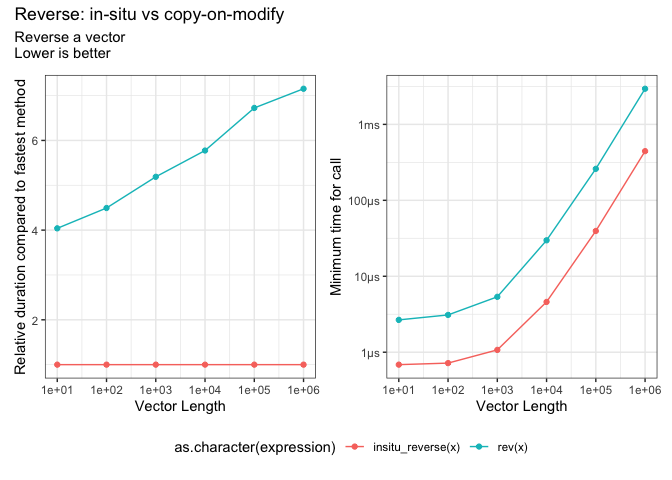 Reverse: in-situ vs copy-on-modify
Reverse a vector
Lower is better
Relative duration compared to fastest method
6
4
2
1e+01 1e+02 1e+03 1e+04 1e+05 1e+06
Vector Length
Minimum time for call
1ms
100µs
10µs
1µs
1e+01 1e+02 1e+03 1e+04 1e+05 1e+06
Vector Length
as.character(expression) insitu_reverse(x) rev(x)